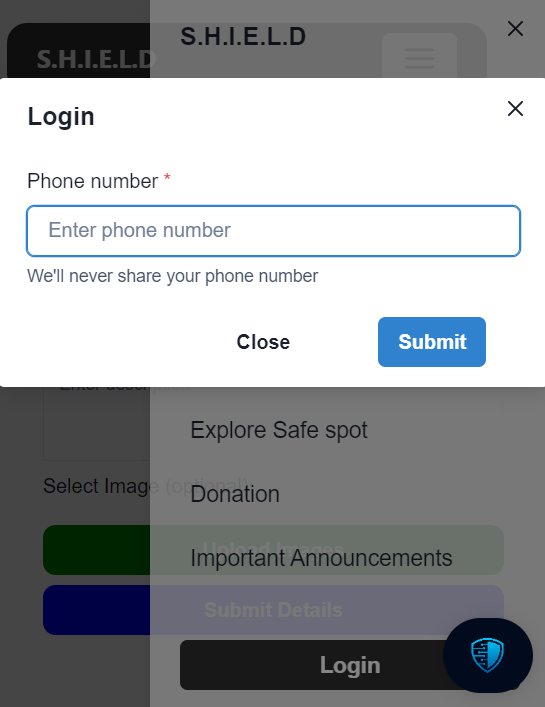 S.H.I.E.L.D
S.H.I.E.L.D
Login
Phone number *
Enter phone number
We'll never share your phone number
Close
Submit
Explore Safe spot
Select Image (optional)
Donation
Upload Images
Important Announcements
Submit Details
Login